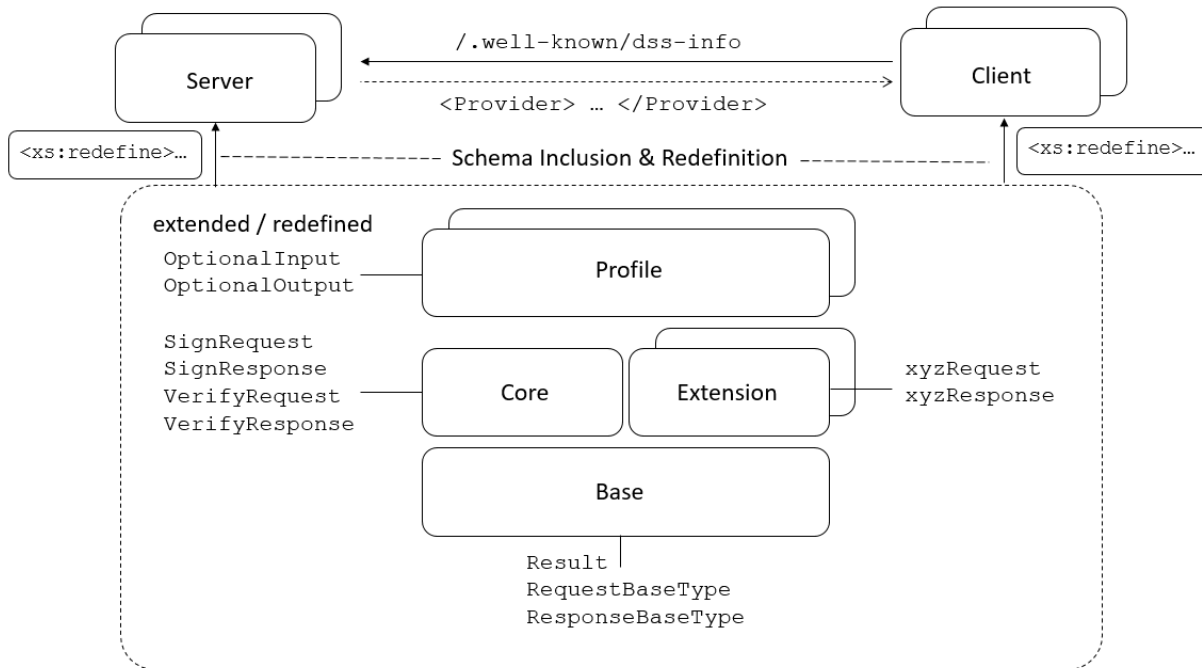 /.well-known/dss-info
Server
Client
<Provider> … </Provider>
<xs:redefine>…
Schema Inclusion & Redefinition
<xs:redefine>…
extended / redefined
OptionalInput
OptionalOutput
Profile
SignRequest
SignResponse
VerifyRequest
VerifyResponse
Core
Extension
xyzRequest
xyzResponse
Base
Result
RequestBaseType
ResponseBaseType